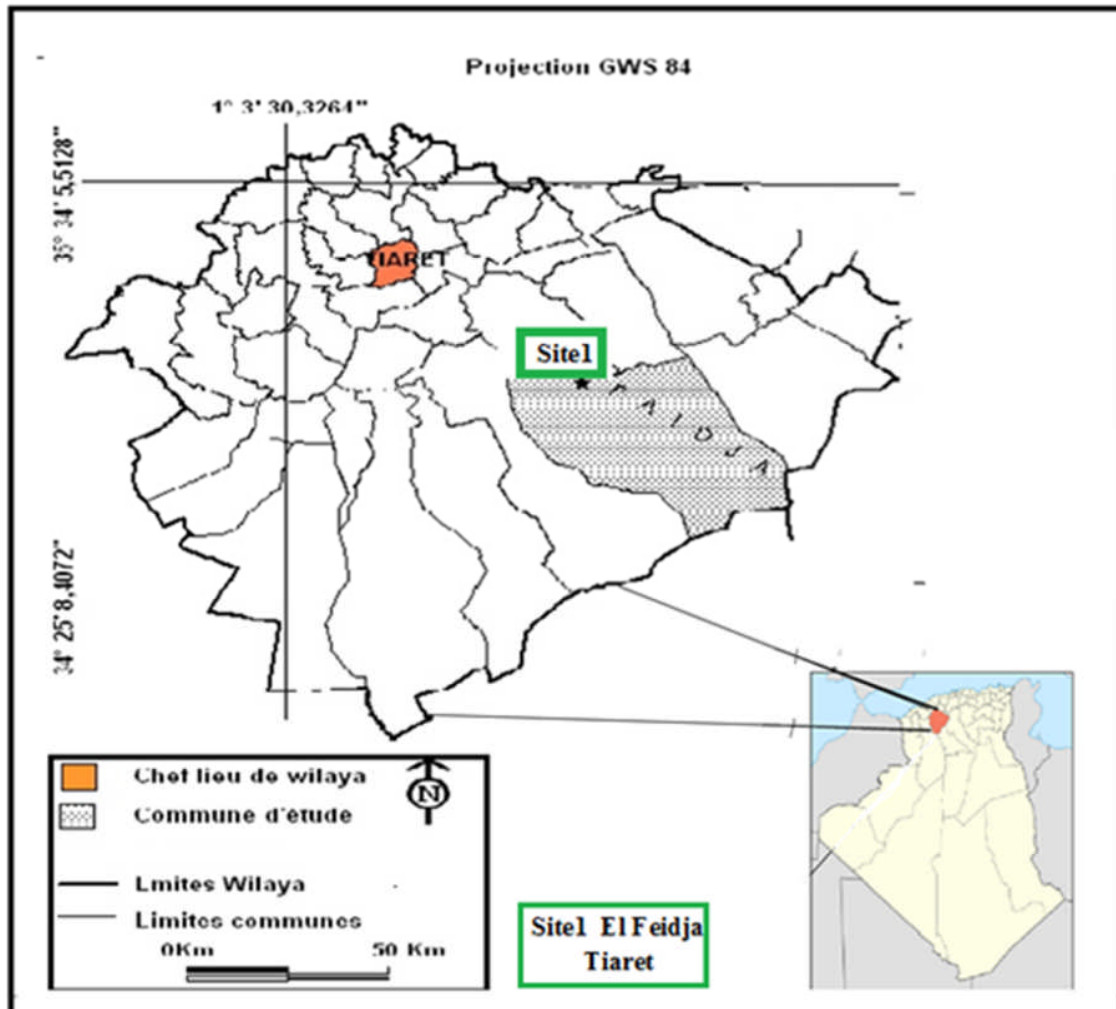 Projection GWS 84
1° 3' 30,3264"
35° 34' 5,5128"
TIARET
Site1
34° 25' 8,4072"
Chef lieu de wilaya
N
Commune d'étude
Lmites Wilaya
Limites communes
0Km 50 Km
Site1 El Feidja
Tiaret